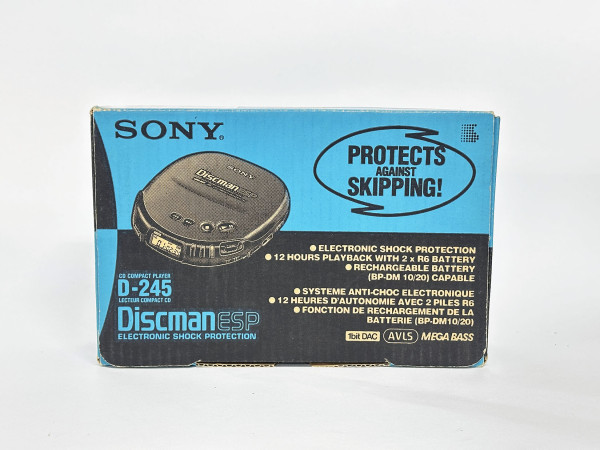 SONY®
PROTECTS
AGAINST
SKIPPING!
SONY
Discman ESP
CD COMPACT PLAYER
D-245
LECTEUR COMPACT CD
Discman ESP
ELECTRONIC SHOCK PROTECTION
● ELECTRONIC SHOCK PROTECTION
● 12 HOURS PLAYBACK WITH 2 x R6 BATTERY
● RECHARGEABLE BATTERY
(BP-DM 10/20) CAPABLE
● SYSTEME ANTI-CHOC ELECTRONIQUE
● 12 HEURES D'AUTONOMIE AVEC 2 PILES R6
● FONCTION DE RECHARGEMENT DE LA
BATTERIE (BP-DM10/20)
1bit DAC AVLS MEGA BASS